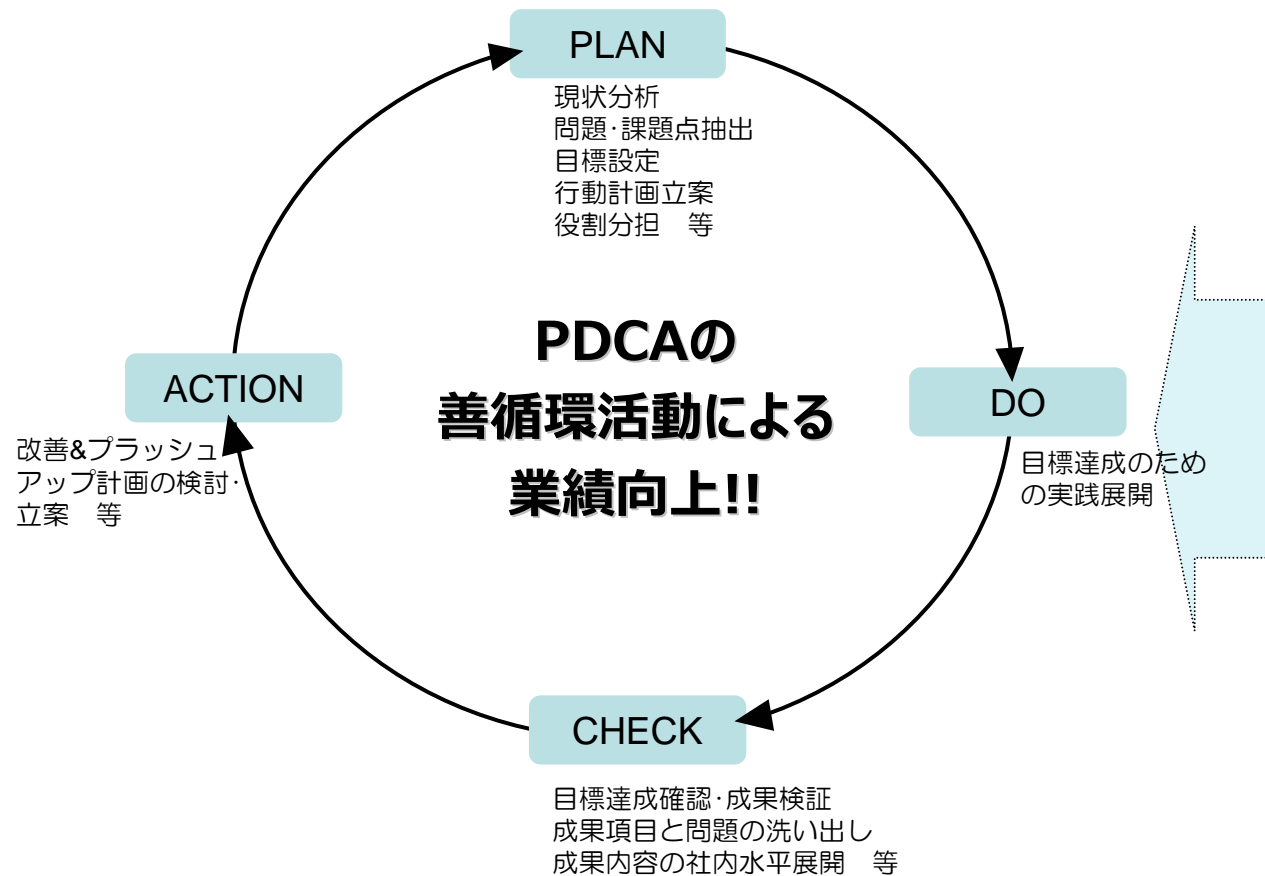 PLAN
現状分析
問題・課題点抽出
目標設定
行動計画立案
役割分担　等
PDCAの
善循環活動による
業績向上!!
DO
目標達成のため
の実践展開
CHECK
目標達成確認・成果検証
成果項目と問題の洗い出し
成果内容の社内水平展開　等
ACTION
改善&プラッシュ
アップ計画の検討・
立案　等